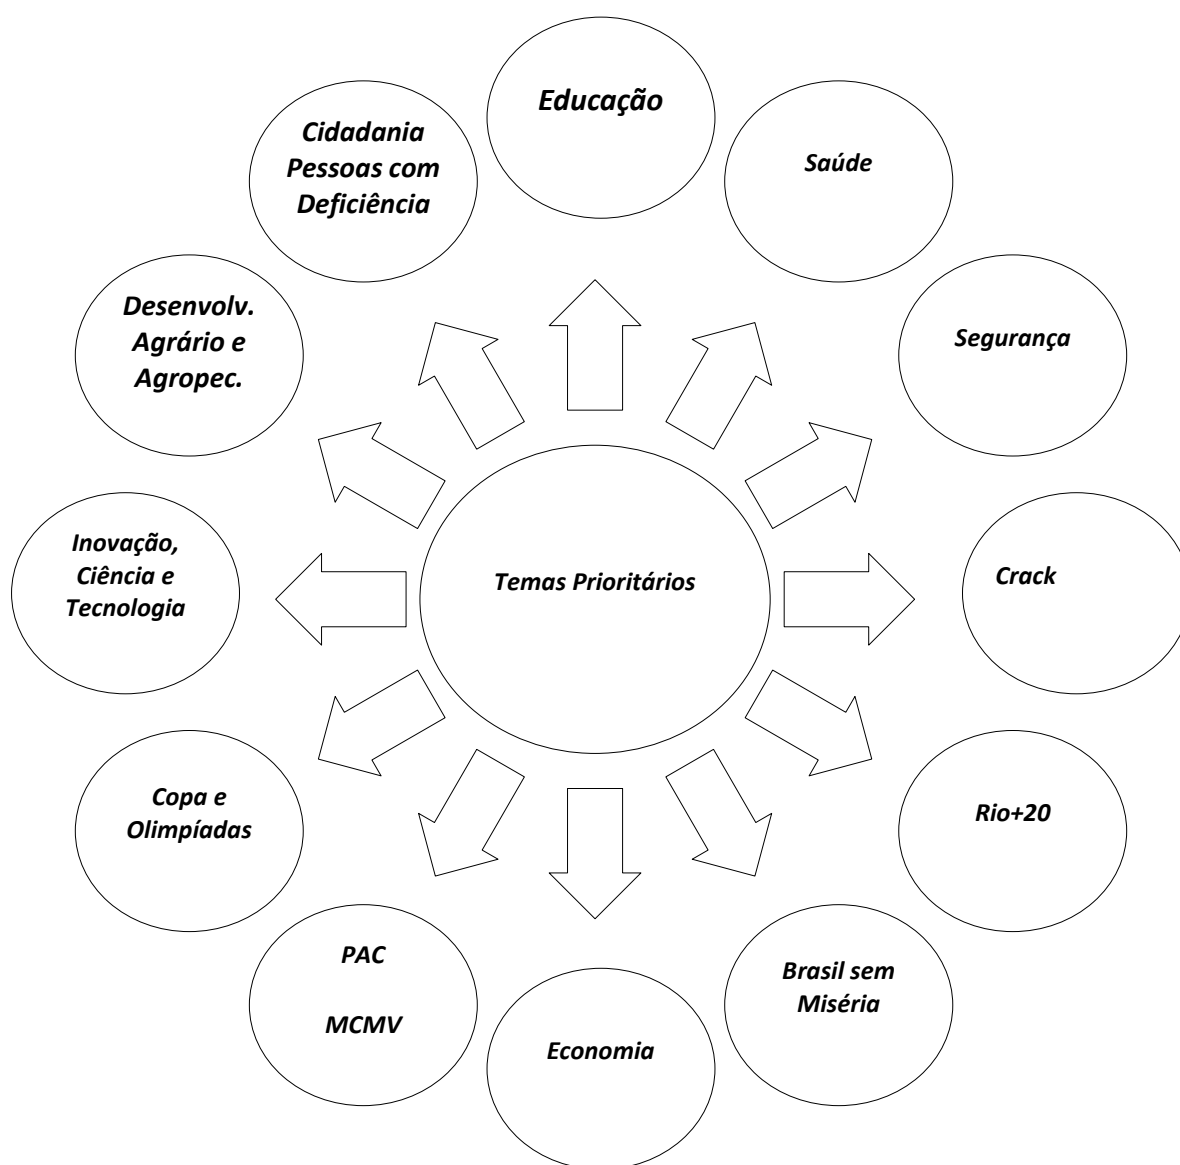 Educação
Cidadania
Pessoas com
Deficiência
Saúde
Desenvolv.
Agrário e
Agropec.
Segurança
Inovação,
Ciência e
Tecnologia
Temas Prioritários
Crack
Copa e
Olimpíadas
Rio+20
PAC
MCMV
Brasil sem
Miséria
Economia